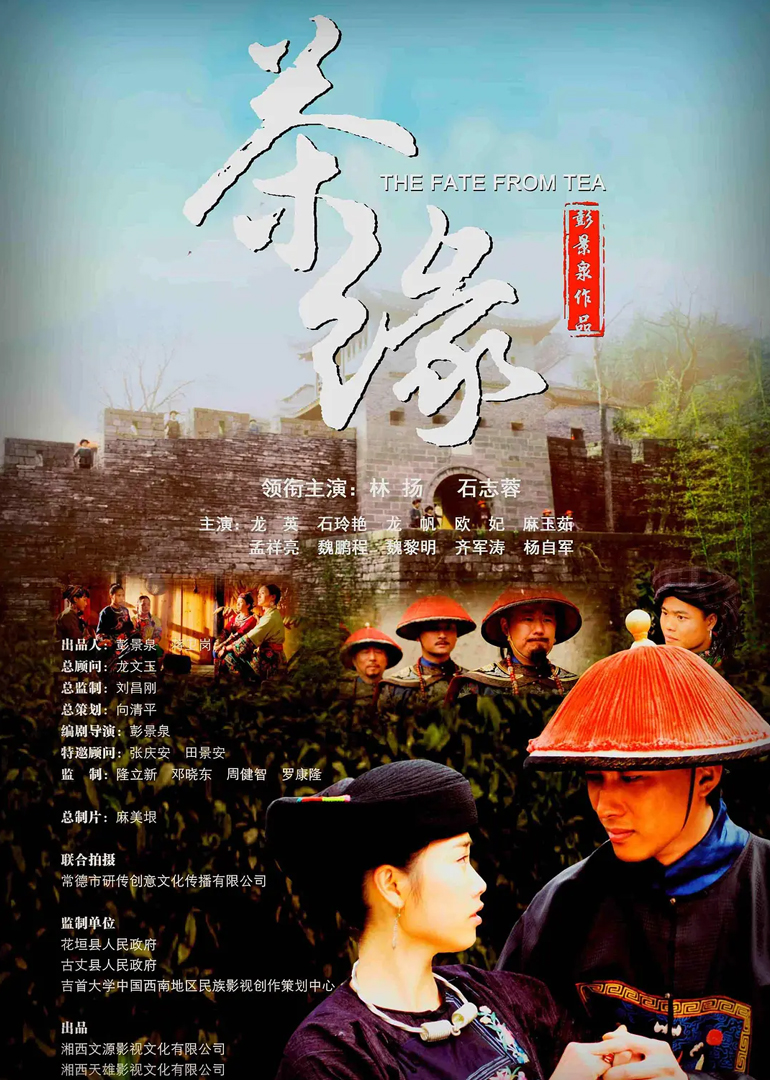 茶缘
THE FATE FROM TEA
彭景泉作品
领衔主演：林 扬 石志蓉
主演：龙 英 石玲艳 龙 帆 欧 妃 麻玉茹
孟祥亮 魏鹏程 魏黎明 齐军涛 杨自军
出品人：彭景泉 岗
总顾问：龙文玉
总监制：刘昌刚
总策划：向清平
编剧导演：彭景泉
特邀顾问：张庆安 田景安
监 制：隆立新 邓晓东 周健智 罗康隆
总制片：麻美垠
联合拍摄
常德市研传创意文化传播有限公司
监制单位
花垣县人民政府
古丈县人民政府
吉首大学中国西南地区民族影视创作策划中心
出品
湘西文源影视文化有限公司
湘西天雄影视文化有限公司